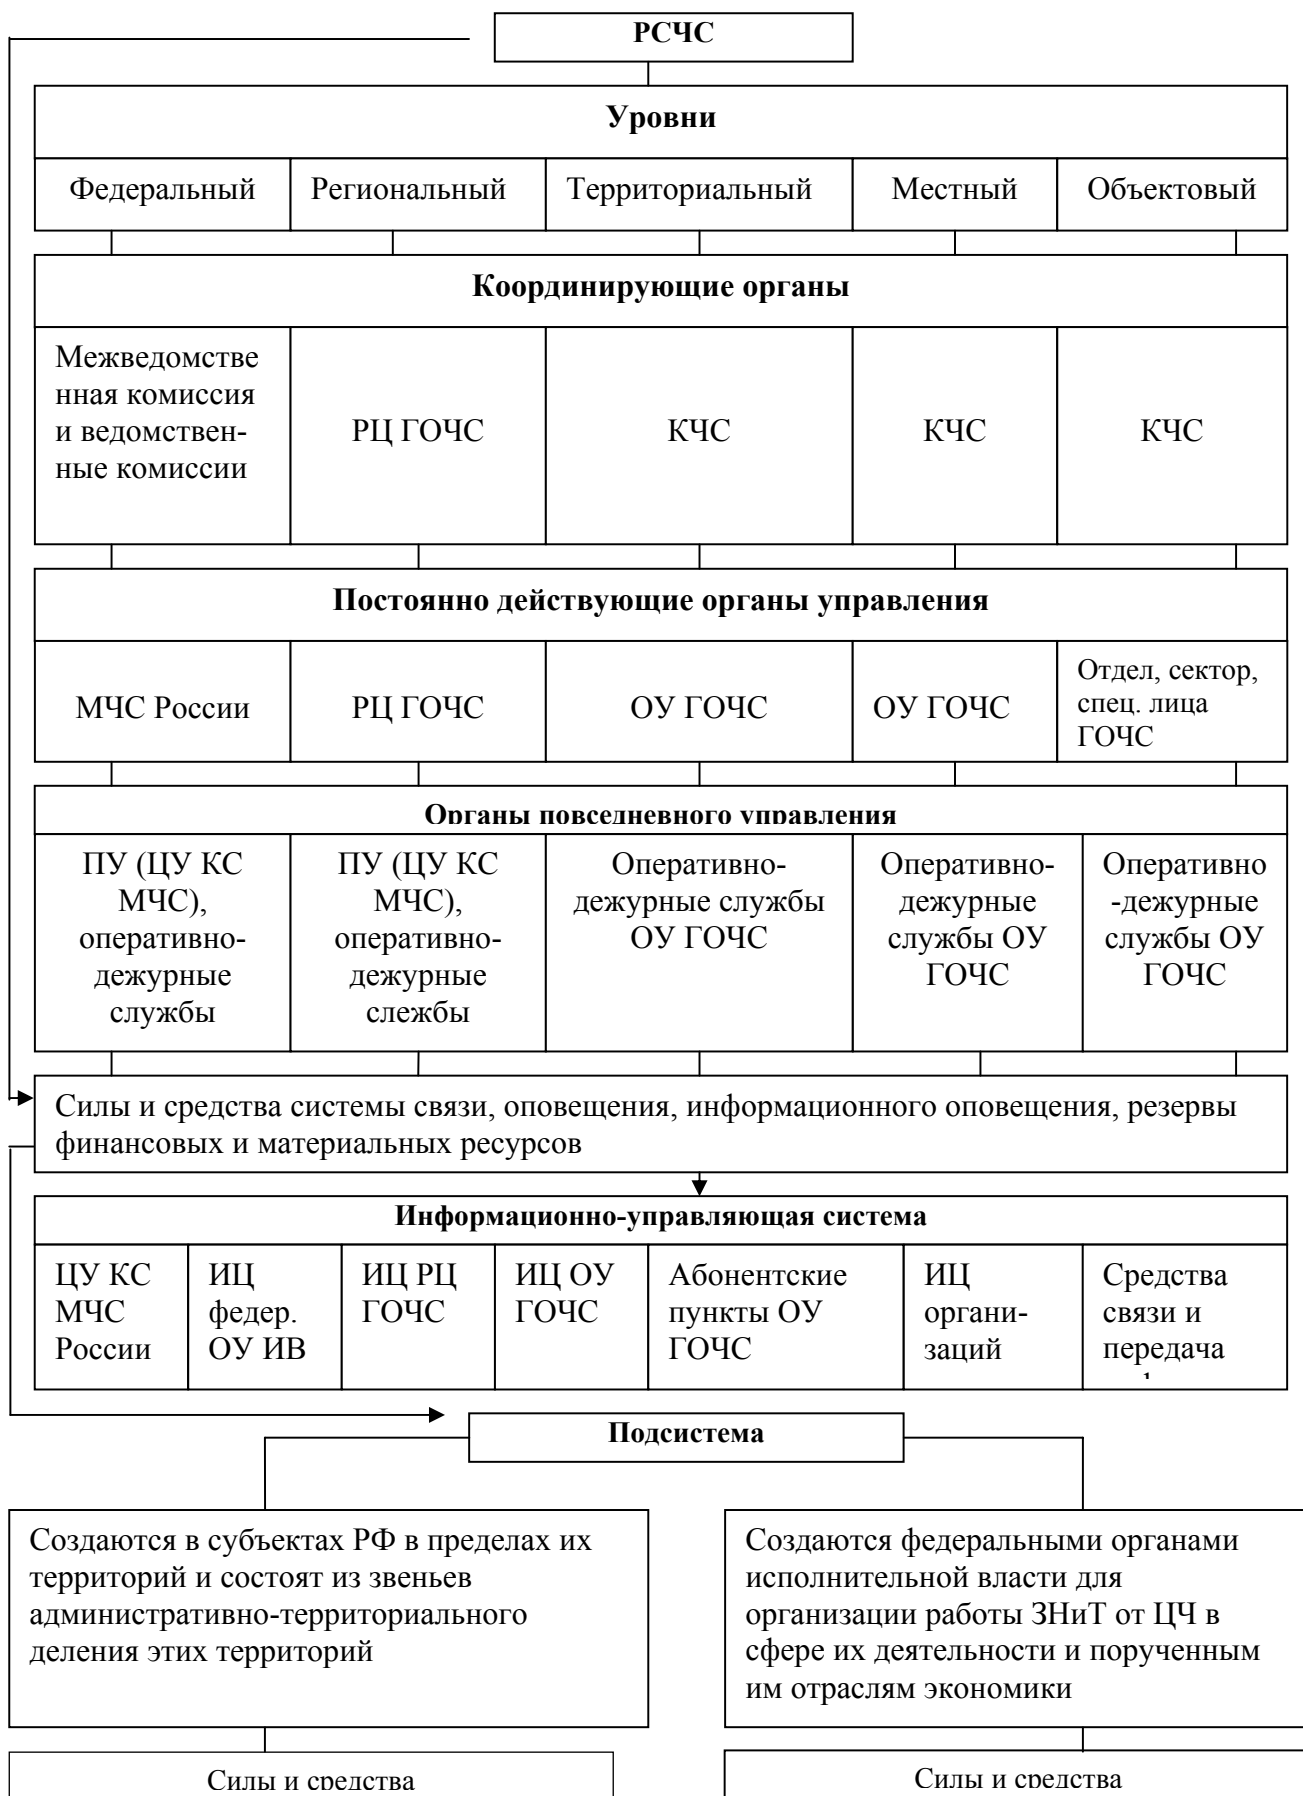 РСЧС
Уровни
Федеральный
Региональный
Территориальный
Местный
Объектовый
Координирующие органы
Межведомстве
нная комиссия
и ведомствен-
ные комиссии
РЦ ГОЧС
КЧС
КЧС
КЧС
Постоянно действующие органы управления
МЧС России
РЦ ГОЧС
ОУ ГОЧС
ОУ ГОЧС
Отдел, сектор,
спец. лица
ГОЧС
Органы повседневного управления
ПУ (ЦУ КС
МЧС),
оперативно-
дежурные
службы
ПУ (ЦУ КС
МЧС),
оперативно-
дежурные
слежбы
Оперативно-
дежурные службы
ОУ ГОЧС
Оперативно-
дежурные
службы ОУ
ГОЧС
Оперативно
-дежурные
службы ОУ
ГОЧС
Силы и средства системы связи, оповещения, информационного оповещения, резервы
финансовых и материальных ресурсов
Информационно-управляющая система
ЦУ КС
МЧС
России
ИЦ
федер.
ОУ ИВ
ИЦ РЦ
ГОЧС
ИЦ ОУ
ГОЧС
Абонентские
пункты ОУ
ГОЧС
ИЦ
органи-
заций
Средства
связи и
передача
Подсистема
Создаются в субъектах РФ в пределах их
территорий и состоят из звеньев
административно-территориального
деления этих территорий
Создаются федеральными органами
исполнительной власти для
организации работы ЗНиТ от ЦЧ в
сфере их деятельности и порученным
им отраслям экономики
Силы и средства
Силы и средства